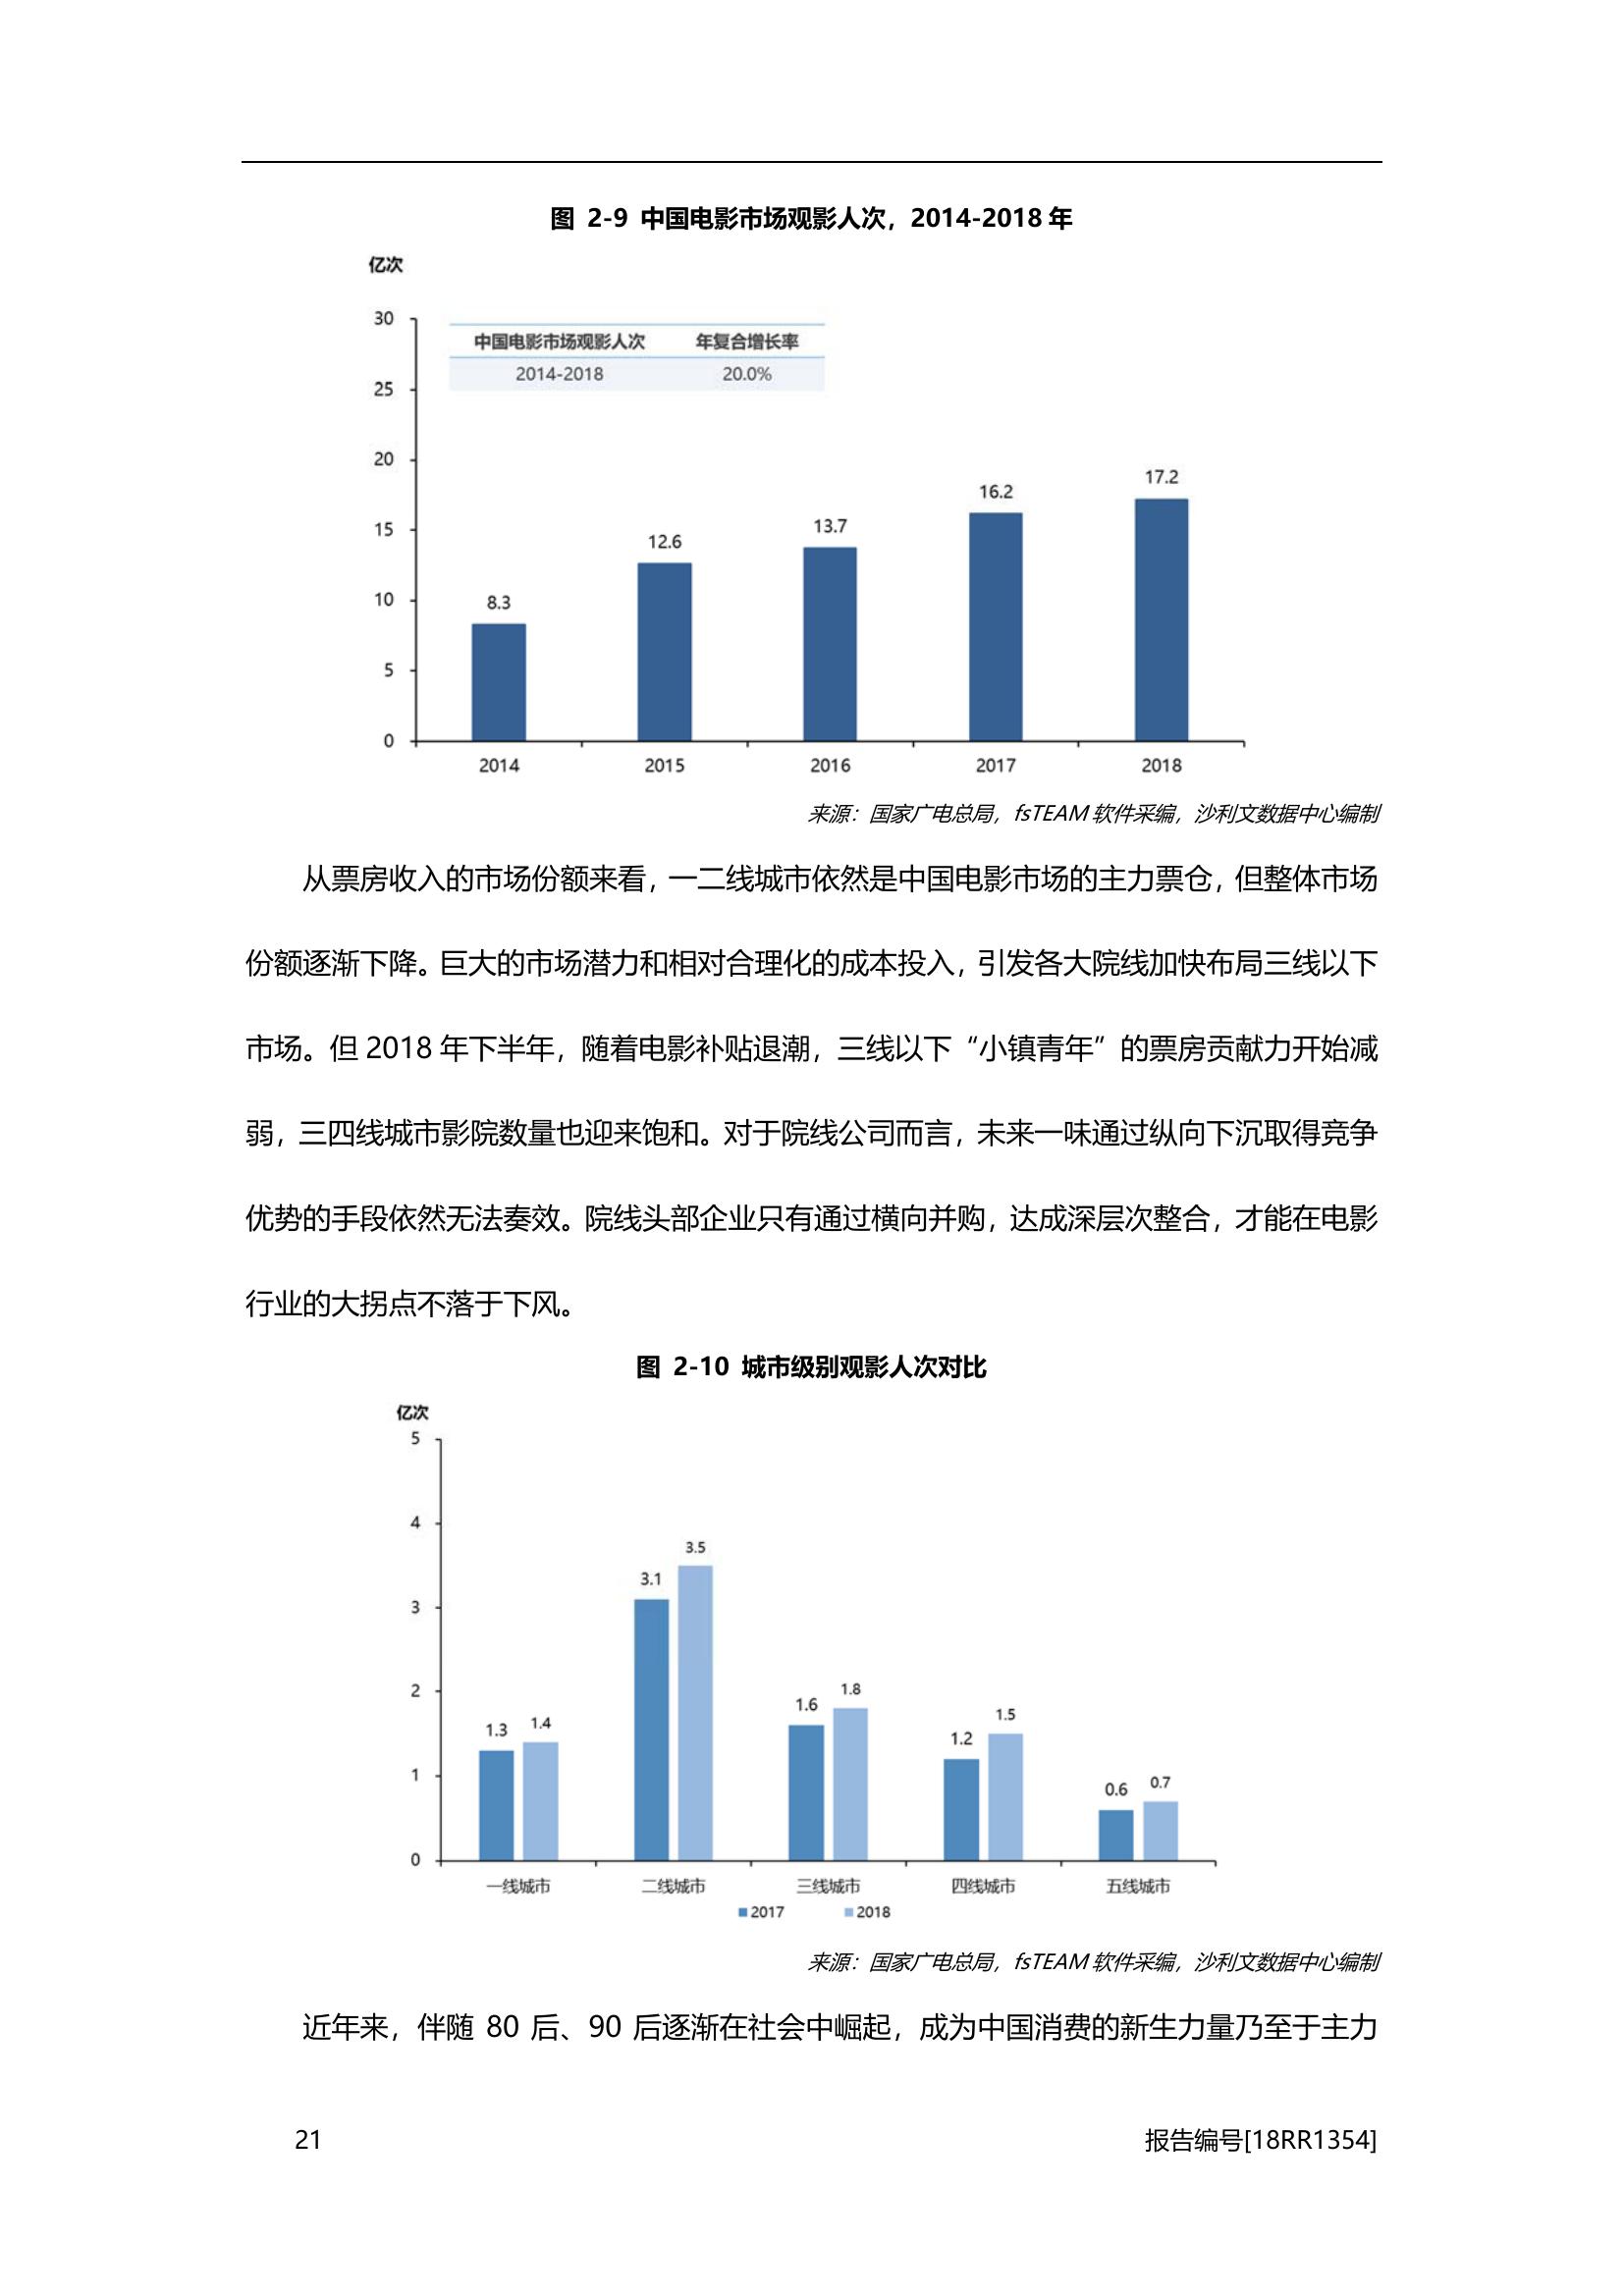 图 2-9 中国电影市场观影人次，2014-2018 年
亿次
30
25
20
15
10
5
0
中国电影市场观影人次 年复合增长率
2014-2018 20.0%
8.3
12.6
13.7
16.2
17.2
2014 2015 2016 2017 2018
来源：国家广电总局，fsTEAM 软件采编，沙利文数据中心编制
从票房收入的市场份额来看，一二线城市依然是中国电影市场的主力票仓，但整体市场
份额逐渐下降。巨大的市场潜力和相对合理化的成本投入，引发各大院线加快布局三线以下
市场。但 2018 年下半年，随着电影补贴退潮，三线以下“小镇青年”的票房贡献力开始减
弱，三四线城市影院数量也迎来饱和。对于院线公司而言，未来一味通过纵向下沉取得竞争
优势的手段依然无法奏效。院线头部企业只有通过横向并购，达成深层次整合，才能在电影
行业的大拐点不落于下风。
图 2-10 城市级别观影人次对比
亿次
5
4
3
2
1
0
1.3 1.4
3.1 3.5
1.6 1.8
1.2 1.5
0.6 0.7
一线城市 二线城市 三线城市 四线城市 五线城市
2017 2018
来源：国家广电总局，fsTEAM 软件采编，沙利文数据中心编制
近年来，伴随 80 后、90 后逐渐在社会中崛起，成为中国消费的新生力量乃至于主力
21 报告编号[18RR1354]